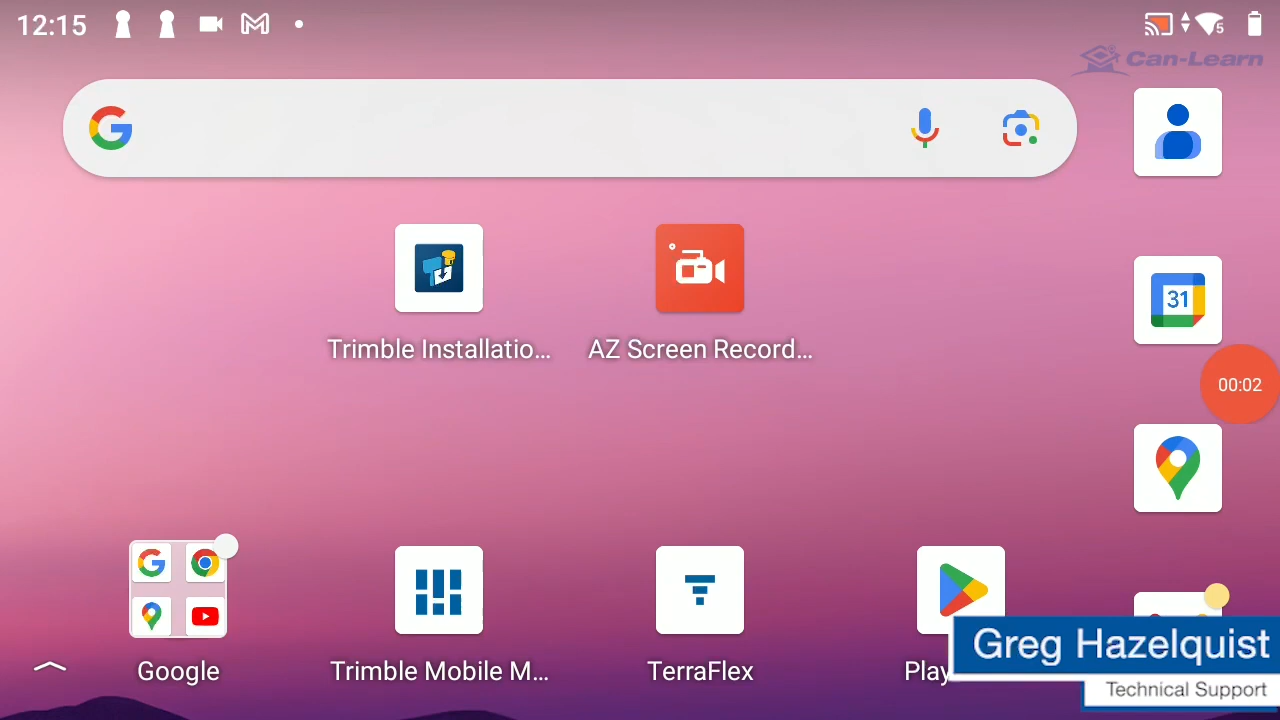 12:15
5
Can-Learn
31
Trimble Installatio...
AZ Screen Record...
00:02
Google
Trimble Mobile M...
TerraFlex
Play
Greg Hazelquist
Technical Support